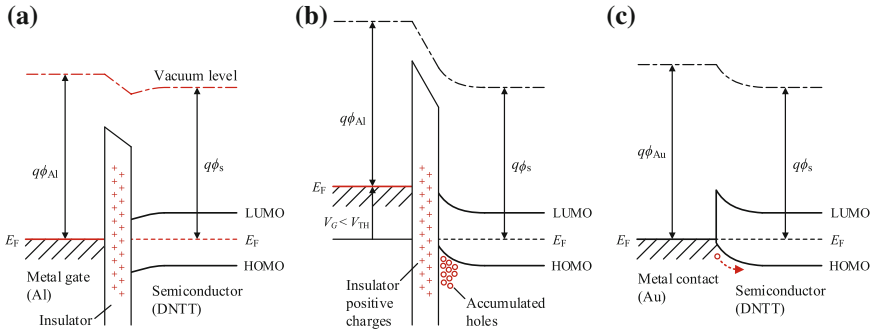 (a)
Vacuum level
qϕAl
qϕs
LUMO
EF
EF
HOMO
Metal gate
(Al)
Semiconductor
(DNTT)
Insulator
(b)
qϕAl
qϕs
EF
VG < VTH
LUMO
EF
HOMO
Insulator
positive
charges
Accumulated
holes
(c)
qϕAu
qϕs
LUMO
EF
EF
HOMO
Metal contact
(Au)
Semiconductor
(DNTT)